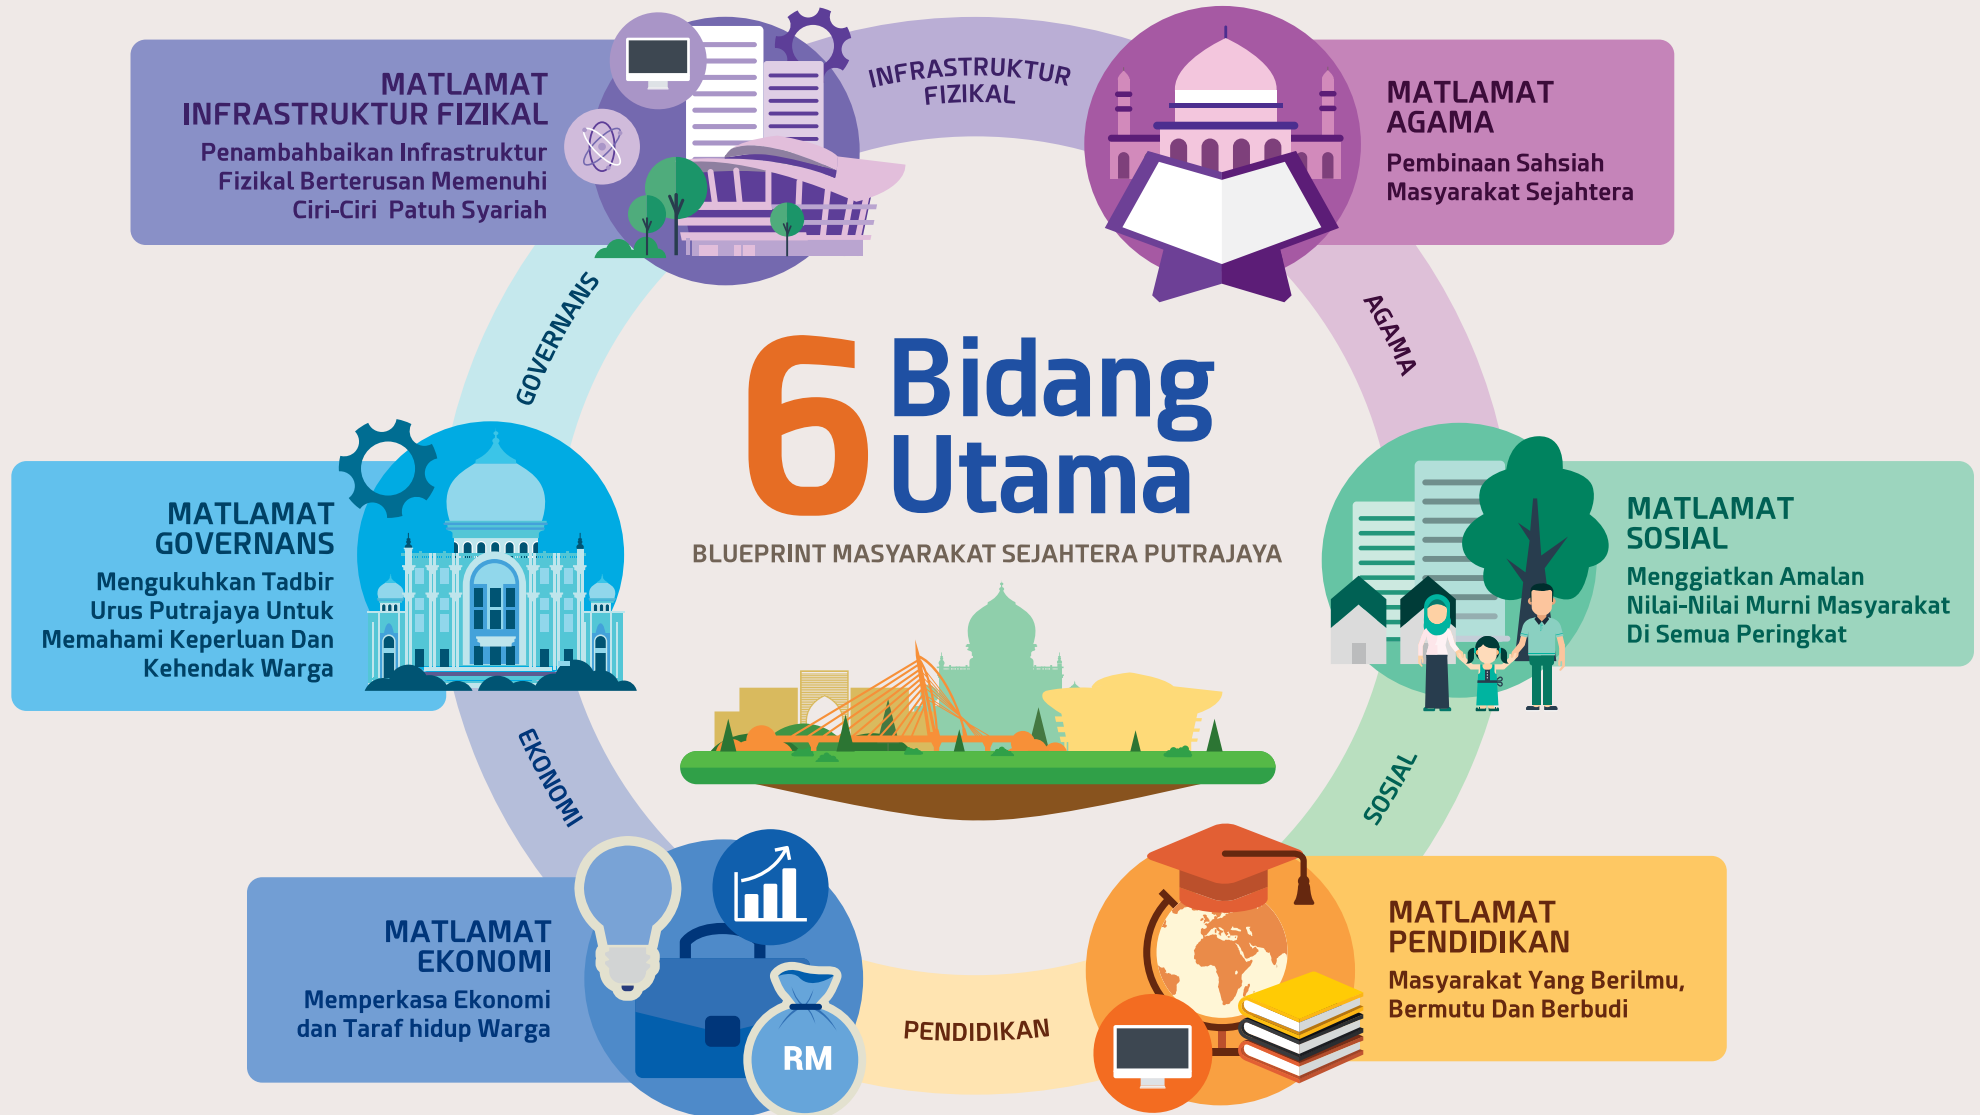 6 Bidang
Utama
BLUEPRINT MASYARAKAT SEJAHTERA PUTRAJAYA
INFRASTRUKTUR
FIZIKAL
MATLAMAT
INFRASTRUKTUR FIZIKAL
Penambahbaikan Infrastruktur
Fizikal Berterusan Memenuhi
Ciri-Ciri Patuh Syariah
MATLAMAT
AGAMA
Pembinaan Sahsiah
Masyarakat Sejahtera
AGAMA
MATLAMAT
SOSIAL
Menggiatkan Amalan
Nilai-Nilai Murni Masyarakat
Di Semua Peringkat
SOSIAL
MATLAMAT
PENDIDIKAN
Masyarakat Yang Berilmu,
Bermutu Dan Berbudi
PENDIDIKAN
MATLAMAT
EKONOMI
Memperkasa Ekonomi
dan Taraf hidup Warga
RM
EKONOMI
MATLAMAT
GOVERNANS
Mengukuhkan Tadbir
Urus Putrajaya Untuk
Memahami Keperluan Dan
Kehendak Warga
GOVERNANS